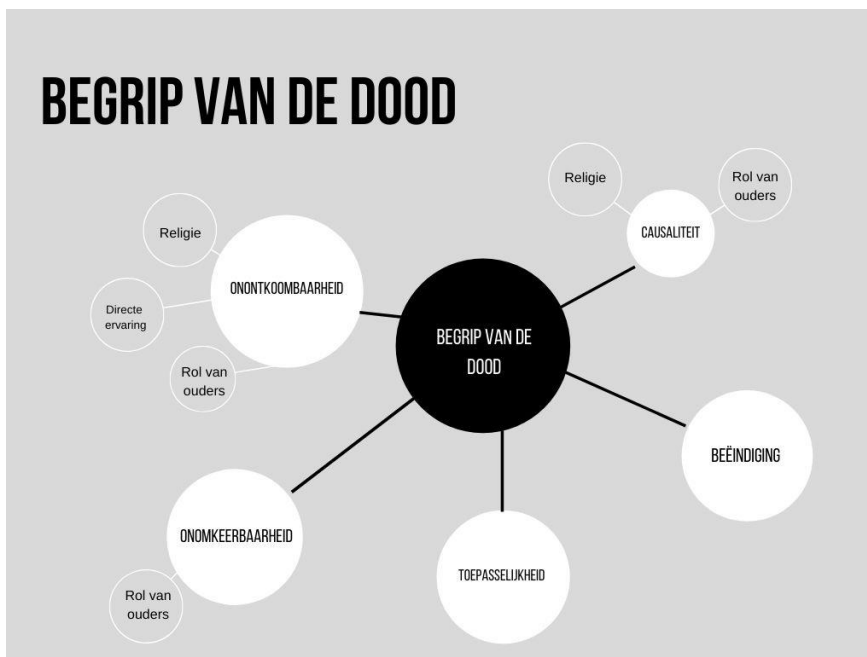 BEGRIP VAN DE DOOD
Religie
Rol van
ouders
CAUSALITEIT
Religie
ONONTKOOMBAARHEID
Directe
ervaring
Rol van
ouders
BEGRIP VAN DE
DOOD
BEËINDIGING
ONOMKEERBAARHEID
TOEPASSELIJKHEID
Rol van
ouders